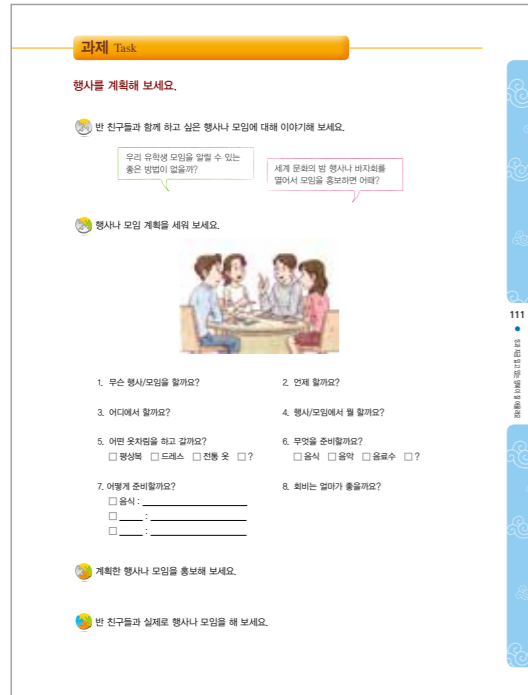 과제 Task
행사를 계획해 보세요.
반 친구들과 함께 하고 싶은 행사나 모임에 대해 이야기해 보세요.
우리 유학생 모임을 알릴 수 있는
좋은 방법이 없을까?
세계 문화의 밤 행사나 바자회를
열어서 모임을 홍보하면 어때?
행사나 모임 계획을 세워 보세요.
1. 무슨 행사/모임을 할까요?
2. 언제 할까요?
3. 어디에서 할까요?
4. 행사/모임에서 뭘 할까요?
5. 어떤 옷차림을 하고 갈까요?
□ 평상복 □ 드레스 □ 전통 옷 □ ?
6. 무엇을 준비할까요?
□ 음식 □ 음악 □ 음료수 □ ?
7. 어떻게 준비할까요?
□ 음식 : ____________________
□ ____ : ____________________
□ ____ : ____________________
8. 회비는 얼마가 좋을까요?
계획한 행사나 모임을 홍보해 보세요.
반 친구들과 실제로 행사나 모임을 해 보세요.
111